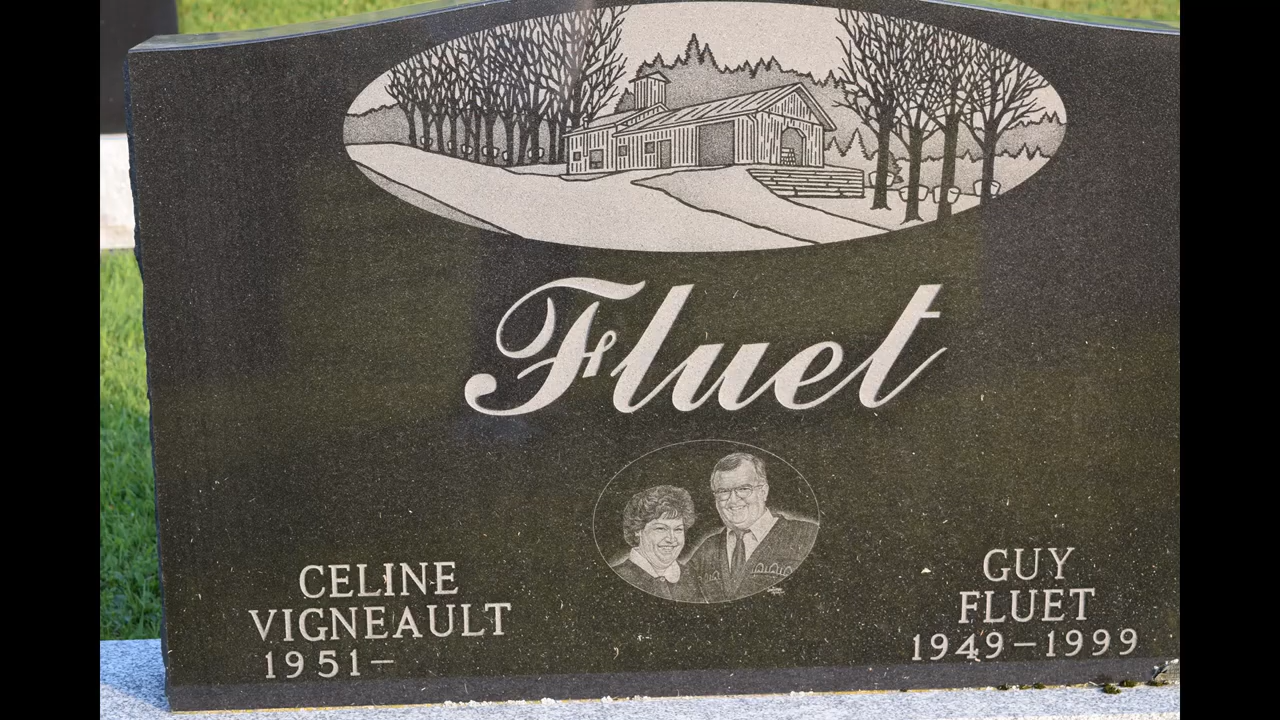 Fluet
CELINE
VIGNEAULT
1951–
GUY
FLUET
1949–1999